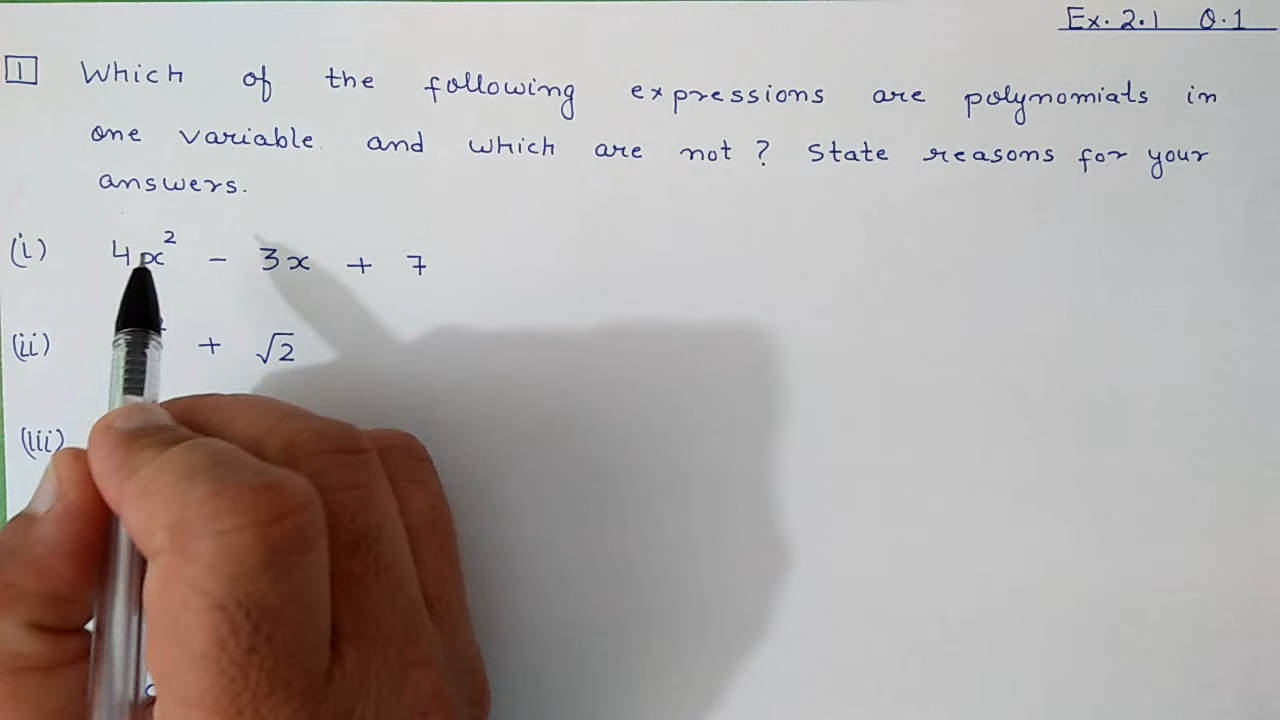 Ex. 2.1 Q.1
1 Which of the following expressions are polynomials in
one variable and which are not ? State reasons for your
answers.
(i) 4x² - 3x + 7
(ii) ² + √2
(iii)